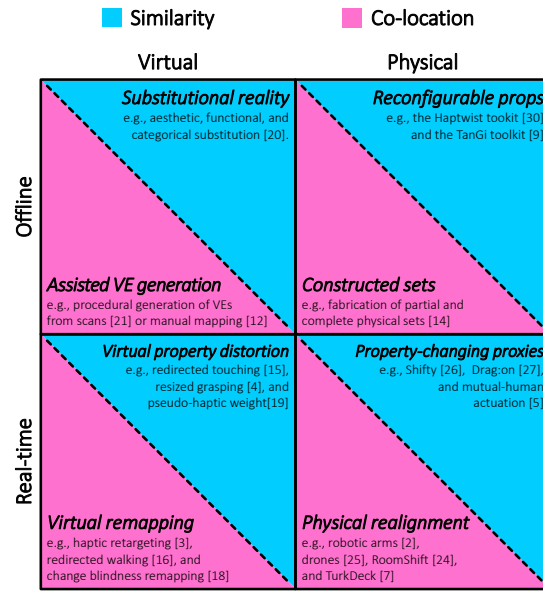 Similarity
Co-location
Virtual
Physical
Offline
Substitutional reality
e.g., aesthetic, functional, and
categorical substitution [20].
Assisted VE generation
e.g., procedural generation of VEs
from scans [21] or manual mapping [12]
Reconfigurable props
e.g., the Haptwist tookit [30]
and the TanGi toolkit [9]
Constructed sets
e.g., fabrication of partial and
complete physical sets [14]
Real-time
Virtual property distortion
e.g., redirected touching [15],
resized grasping [4], and
pseudo-haptic weight[19]
Virtual remapping
e.g., haptic retargeting [3],
redirected walking [16], and
change blindness remapping [18]
Property-changing proxies
e.g., Shifty [26], Drag:on [27],
and mutual-human
actuation [5]
Physical realignment
e.g., robotic arms [2],
drones [25], RoomShift [24],
and TurkDeck [7]